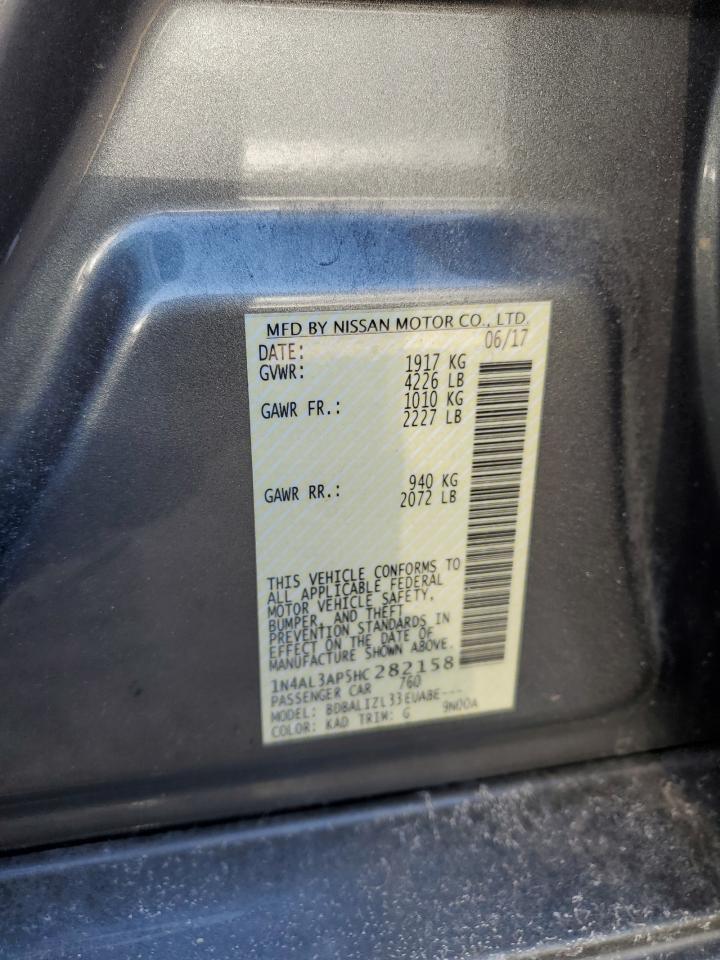 MFD BY NISSAN MOTOR CO., LTD.
DATE: 06/17
GVWR: 1917 KG
4226 LB
GAWR FR.: 1010 KG
2227 LB
GAWR RR.: 940 KG
2072 LB
THIS VEHICLE CONFORMS TO
ALL APPLICABLE FEDERAL
MOTOR VEHICLE SAFETY,
BUMPER, AND THEFT
PREVENTION STANDARDS IN
EFFECT ON THE DATE OF
MANUFACTURE SHOWN ABOVE.
1N4AL3AP5HC282158
PASSENGER CAR 760
MODEL: BDBALIZL33EUABE---
COLOR: KAD TRIM: G 9N00A